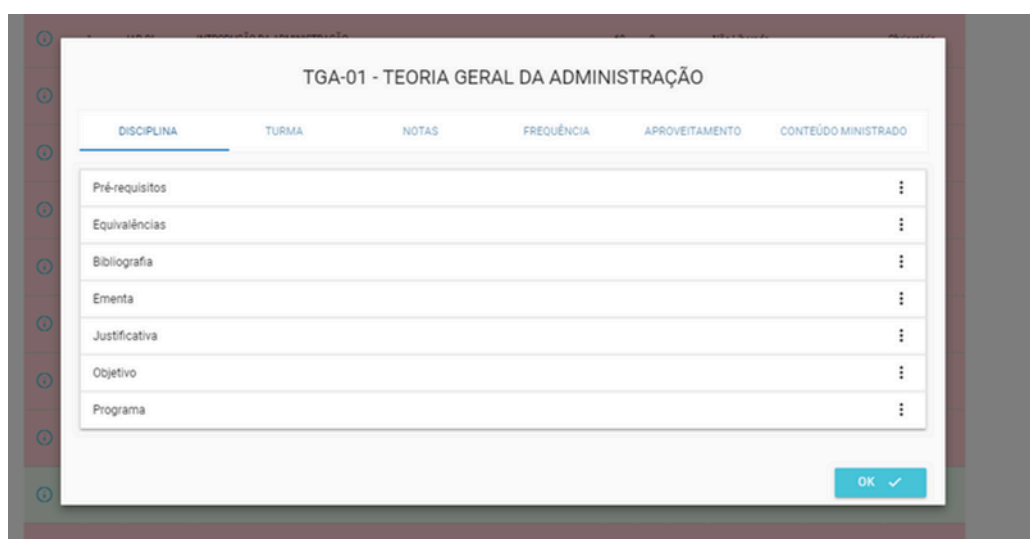 TGA-01 - TEORIA GERAL DA ADMINISTRAÇÃO
DISCIPLINA TURMA NOTAS FREQUÊNCIA APROVEITAMENTO CONTEÚDO MINISTRADO
Pré-requisitos
Equivalências
Bibliografia
Ementa
Justificativa
Objetivo
Programa
OK